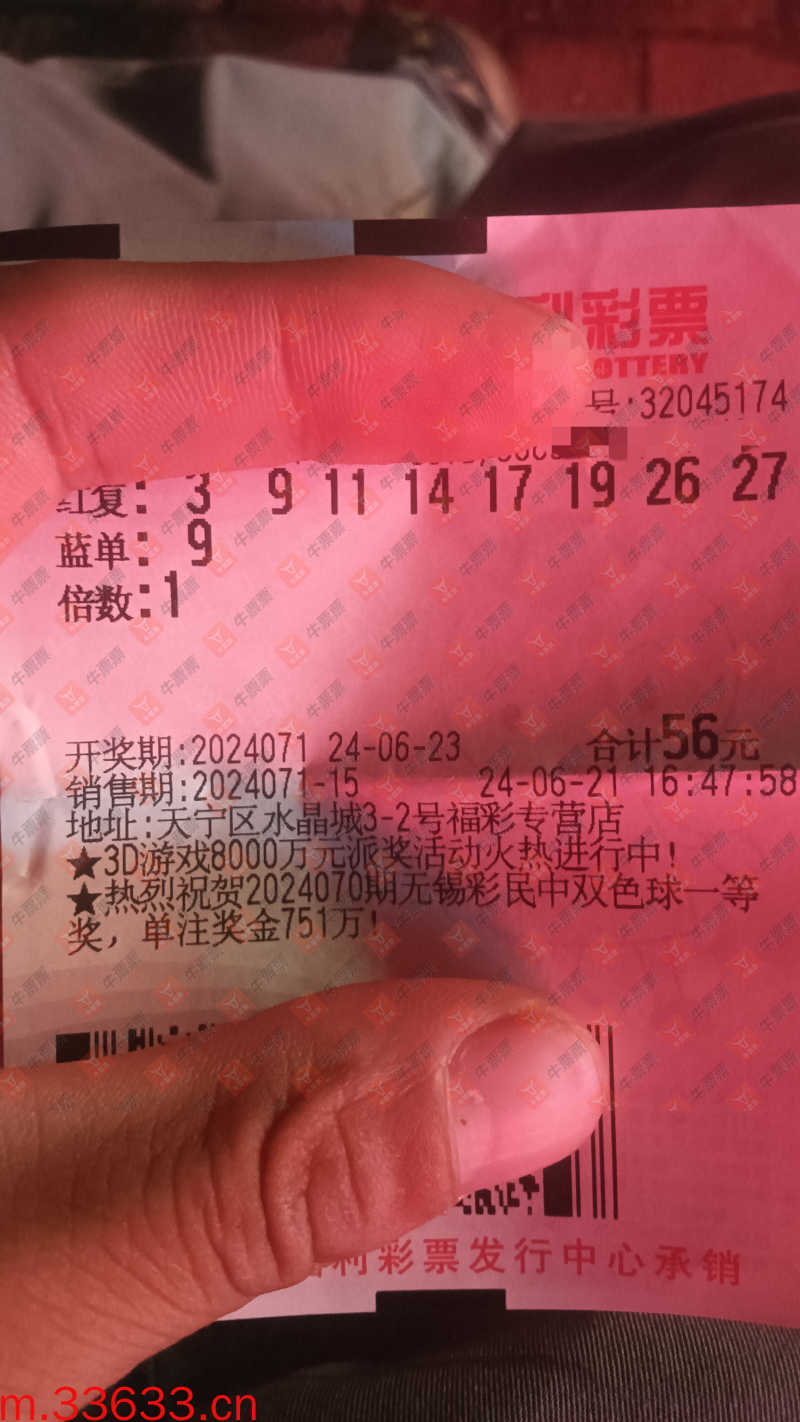 利彩票
LOTTERY
号:32045174
红复: 3 9 11 14 17 19 26 27
蓝单: 9
倍数:1
开奖期:2024071 24-06-23 合计56元
销售期:2024071-15 24-06-21 16:47:58
地址:天宁区水晶城3-2号福彩专营店
★3D游戏8000万元派奖活动火热进行中!
★热烈祝贺2024070期无锡彩民中双色球一等
奖, 单注奖金751万!
利彩票发行中心承销
牛票票
m.33633.cn